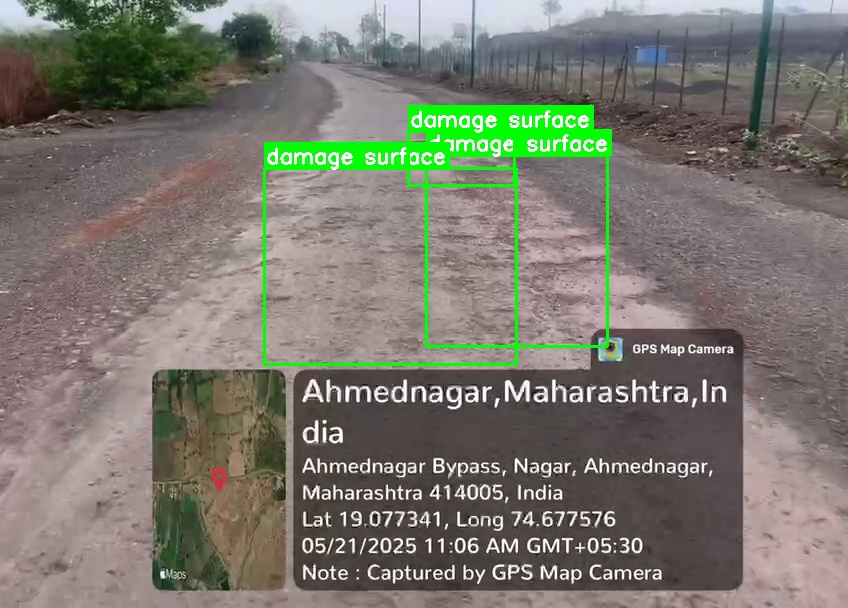 damage surface
damage surface
damage surface
GPS Map Camera
Ahmednagar,Maharashtra,In
dia
Ahmednagar Bypass, Nagar, Ahmednagar,
Maharashtra 414005, India
Lat 19.077341, Long 74.677576
05/21/2025 11:06 AM GMT+05:30
Note : Captured by GPS Map Camera
Maps